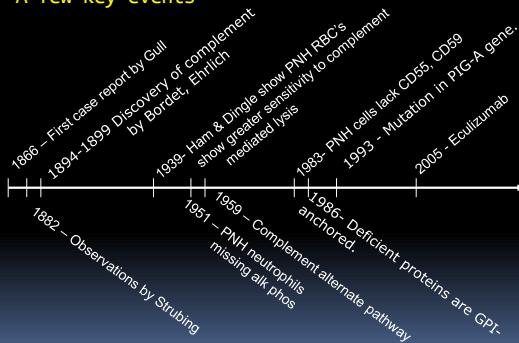 A few key events
1866 – First case report by Gull
1894-1899 Discovery of complement
by Bordet, Ehrlich
1939- Ham & Dingle show PNH RBC's
show greater sensitivity to complement
mediated lysis
1983- PNH cells lack CD55, CD59
1993 - Mutation in PIG-A gene.
2005 - Eculizumab
1882 – Observations by Strubing
1951 – PNH neutrophils
missing alk phos
1959 – Complement alternate pathway
1986- Deficient proteins are GPI-
anchored.